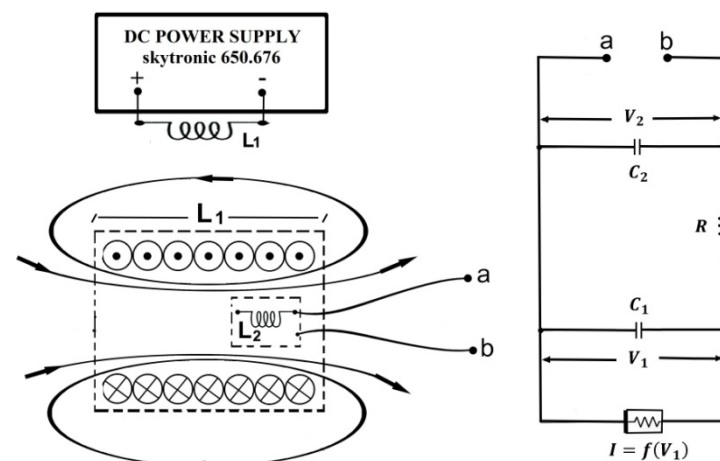 DC POWER SUPPLY
skytronic 650.676
+ -
L₁
L₁
L₂
a
b
a b
V₂
C₂
R
C₁
V₁
I = f(V₁)